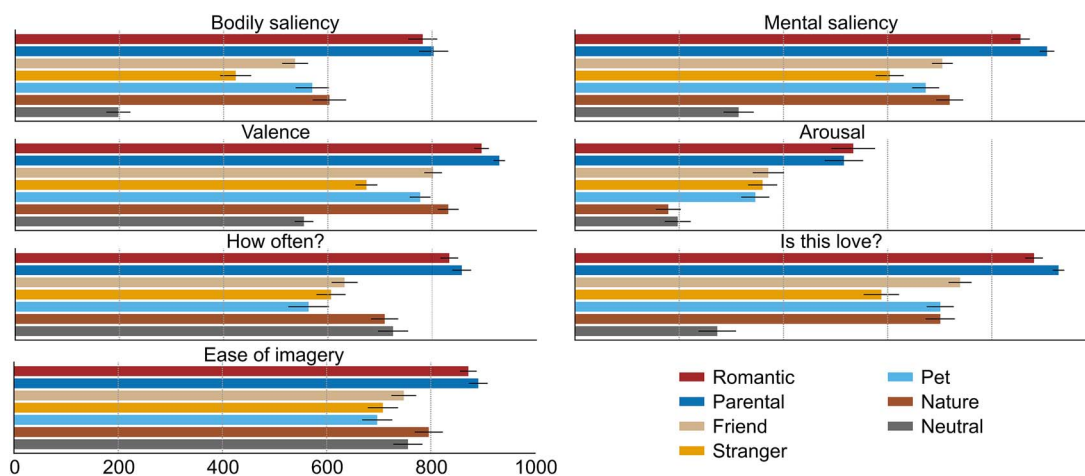 Bodily saliency
Mental saliency
Valence
Arousal
How often?
Is this love?
Ease of imagery
0 200 400 600 800 1000
Romantic
Parental
Friend
Stranger
Pet
Nature
Neutral